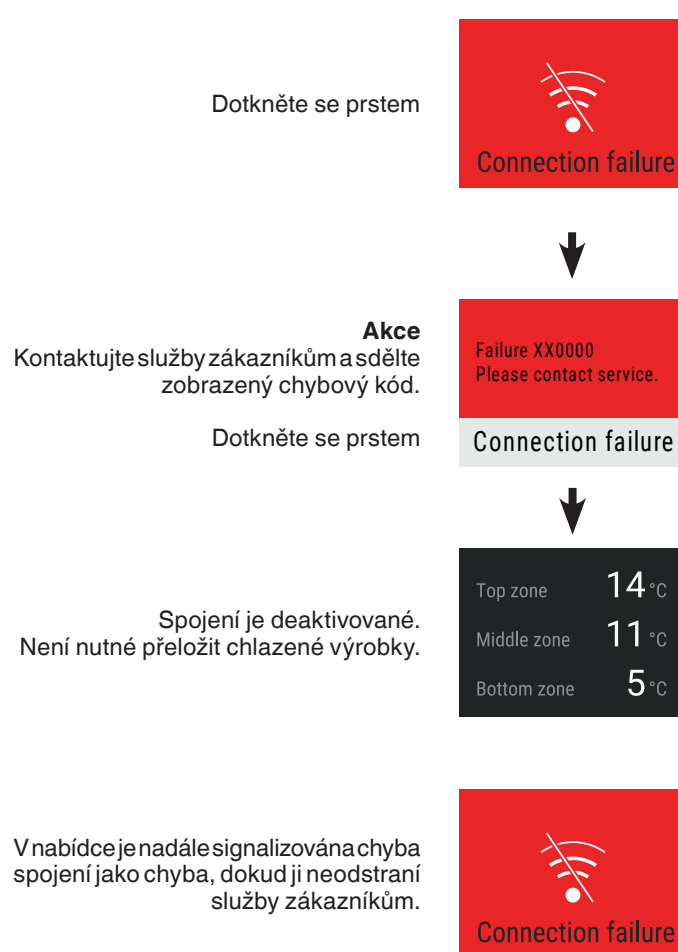 Dotkněte se prstem
Connection failure
Akce
Kontaktujte služby zákazníkům a sdělte
zobrazený chybový kód.
Failure XX0000
Please contact service.
Dotkněte se prstem
Connection failure
Spojení je deaktivované.
Není nutné přeložit chlazené výrobky.
Top zone 14 °C
Middle zone 11 °C
Bottom zone 5 °C
V nabídce je nadále signalizována chyba
spojení jako chyba, dokud ji neodstraní
služby zákazníkům.
Connection failure